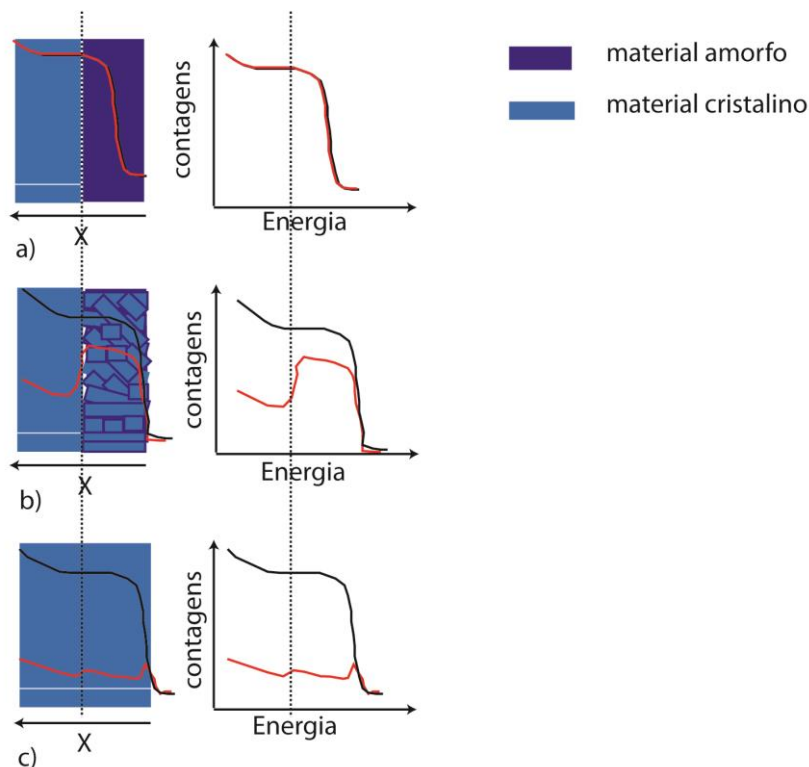 material amorfo
material cristalino
contagens
Energia
X
a)
contagens
Energia
X
b)
contagens
Energia
X
c)